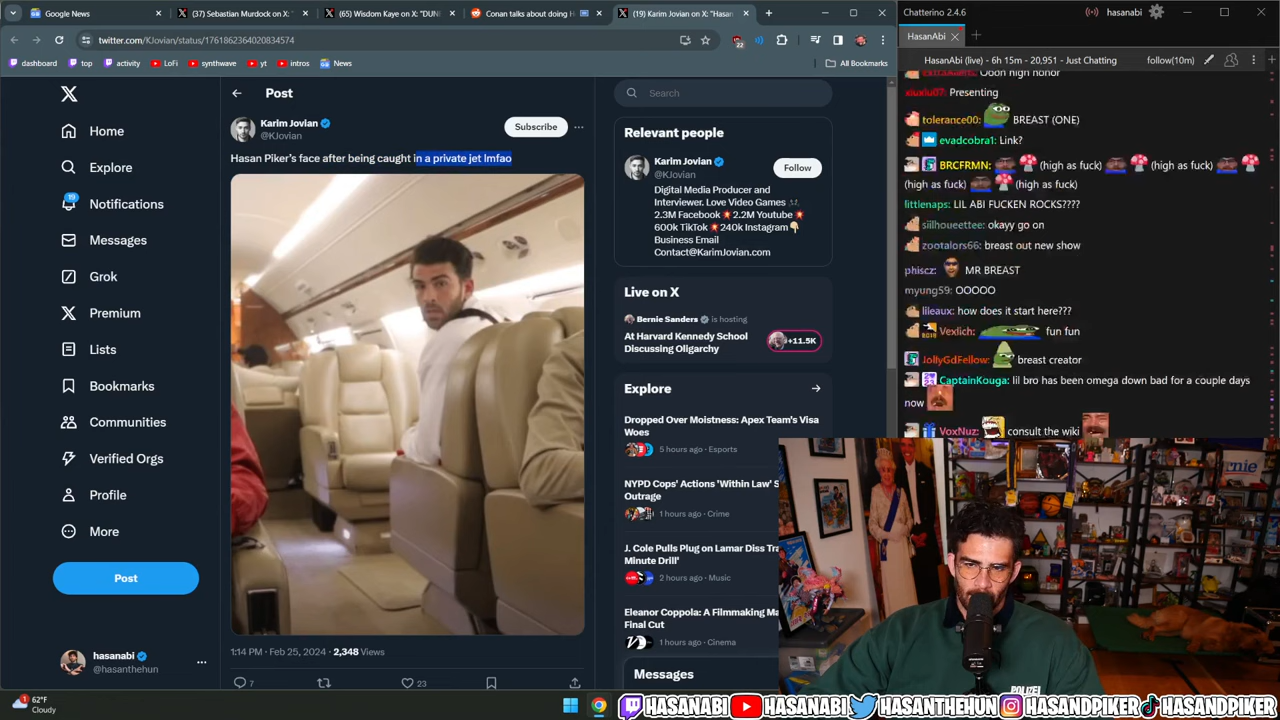 Google News
(37) Sebastian Murdock on X:
(65) Wisdom Kaye on X: "DUN
Conan talks about doing H
(19) Karim Jovian on X: "Hasan
twitter.com/KJovian/status/1761862364020834574
22
dashboard
top
activity
LoFi
synthwave
yt
intros
News
All Bookmarks
Home
Explore
19
Notifications
Messages
Grok
Premium
Lists
Bookmarks
Communities
Verified Orgs
Profile
More
Post
hasanabi
@hasanthehun
Post
Karim Jovian
@KJovian
Subscribe
Hasan Piker's face after being caught in a private jet lmfao
1:14 PM · Feb 25, 2024 · 2,348 Views
7
23
Search
Relevant people
Karim Jovian
@KJovian
Follow
Digital Media Producer and
Interviewer. Love Video Games
2.3M Facebook 2.2M Youtube
600k TikTok 240k Instagram
Business Email
Contact@KarimJovian.com
Live on X
Bernie Sanders is hosting
At Harvard Kennedy School
Discussing Oligarchy
+11.5K
Explore
Dropped Over Moistness: Apex Team's Visa
Woes
5 hours ago · Esports
NYPD Cops' Actions 'Within Law' S
Outrage
1 hours ago · Crime
J. Cole Pulls Plug on Lamar Diss Tra
Minute Drill'
2 hours ago · Music
Eleanor Coppola: A Filmmaking Ma
Final Cut
1 hours ago · Cinema
Messages
Chatterino 2.4.6
hasanabi
HasanAbi
HasanAbi (live) - 6h 15m - 20,951 - Just Chatting
follow(10m)
xiuxiu07: Presenting
tolerance00: BREAST (ONE)
evadcobra1: Link?
BRCFRMN: (high as fuck) (high as fuck)
(high as fuck) (high as fuck)
littlenaps: LIL ABI FUCKEN ROCKS????
siilhoueettee: okayy go on
zootalors66: breast out new show
phiscz: MR BREAST
myung59: OOOOO
lileaux: how does it start here???
Vexlich: fun fun
JollyGdFellow: breast creator
CaptainKouga: lil bro has been omega down bad for a couple days
now
VoxNuz: consult the wiki
ernie
POLIZEI
62°F
Cloudy
HASANABI
HASANABI
HASANTHEHUN
HASANDPIKER
HASANDPIKER